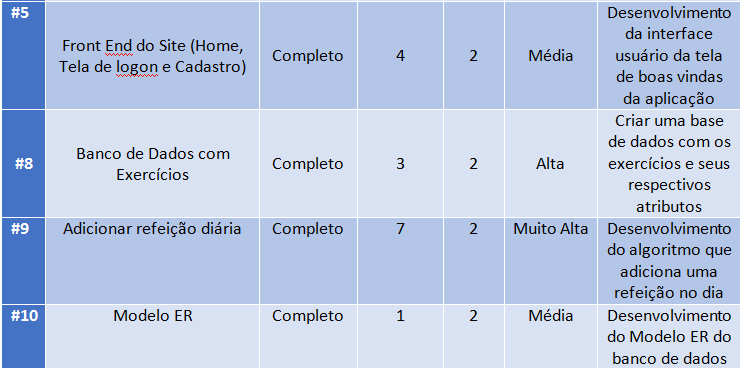 #5
Front End do Site (Home,
Tela de logon e Cadastro)
Completo
4
2
Média
Desenvolvimento
da interface
usuário da tela
de boas vindas
da aplicação
#8
Banco de Dados com
Exercícios
Completo
3
2
Alta
Criar uma base
de dados com os
exercícios e seus
respectivos
atributos
#9
Adicionar refeição diária
Completo
7
2
Muito Alta
Desenvolvimento
do algoritmo que
adiciona uma
refeição no dia
#10
Modelo ER
Completo
1
2
Média
Desenvolvimento
do Modelo ER do
banco de dados